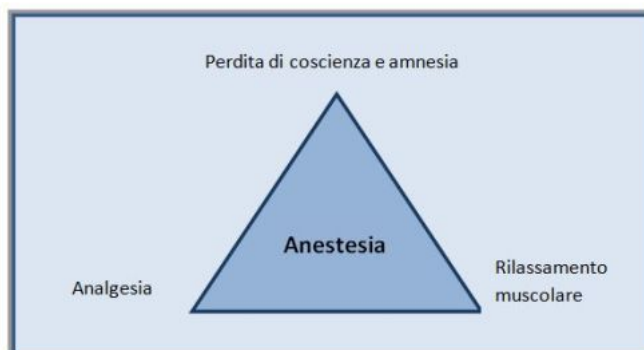 Perdita di coscienza e amnesia
Anestesia
Analgesia
Rilassamento
muscolare